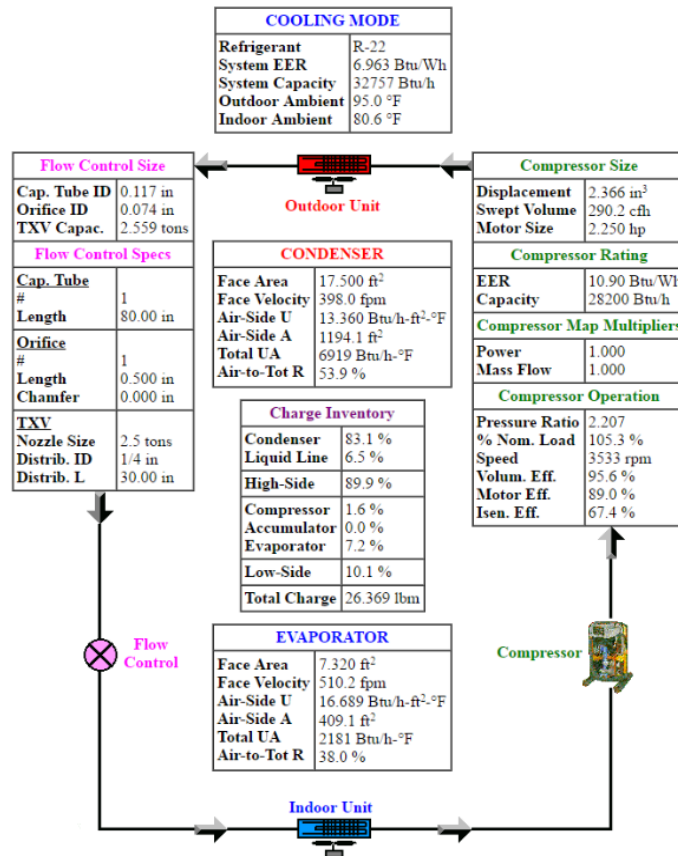 COOLING MODE
Refrigerant R-22
System EER 6.963 Btu/Wh
System Capacity 32757 Btu/h
Outdoor Ambient 95.0 °F
Indoor Ambient 80.6 °F
Flow Control Size
Cap. Tube ID 0.117 in
Orifice ID 0.074 in
TXV Capac. 2.559 tons
Flow Control Specs
Cap. Tube
# 1
Length 80.00 in
Orifice
# 1
Length 0.500 in
Chamfer 0.000 in
TXV
Nozzle Size 2.5 tons
Distrib. ID 1/4 in
Distrib. L 30.00 in
Outdoor Unit
CONDENSER
Face Area 17.500 ft²
Face Velocity 398.0 fpm
Air-Side U 13.360 Btu/h-ft²-°F
Air-Side A 1194.1 ft²
Total UA 6919 Btu/h-°F
Air-to-Tot R 53.9 %
Charge Inventory
Condenser 83.1 %
Liquid Line 6.5 %
High-Side 89.9 %
Compressor 1.6 %
Accumulator 0.0 %
Evaporator 7.2 %
Low-Side 10.1 %
Total Charge 26.369 lbm
Compressor Size
Displacement 2.366 in³
Swept Volume 290.2 cfh
Motor Size 2.250 hp
Compressor Rating
EER 10.90 Btu/Wh
Capacity 28200 Btu/h
Compressor Map Multipliers
Power 1.000
Mass Flow 1.000
Compressor Operation
Pressure Ratio 2.207
% Nom. Load 105.3 %
Speed 3533 rpm
Volum. Eff. 95.6 %
Motor Eff. 89.0 %
Isen. Eff. 67.4 %
Flow
Control
Compressor
EVAPORATOR
Face Area 7.320 ft²
Face Velocity 510.2 fpm
Air-Side U 16.689 Btu/h-ft²-°F
Air-Side A 409.1 ft²
Total UA 2181 Btu/h-°F
Air-to-Tot R 38.0 %
Indoor Unit